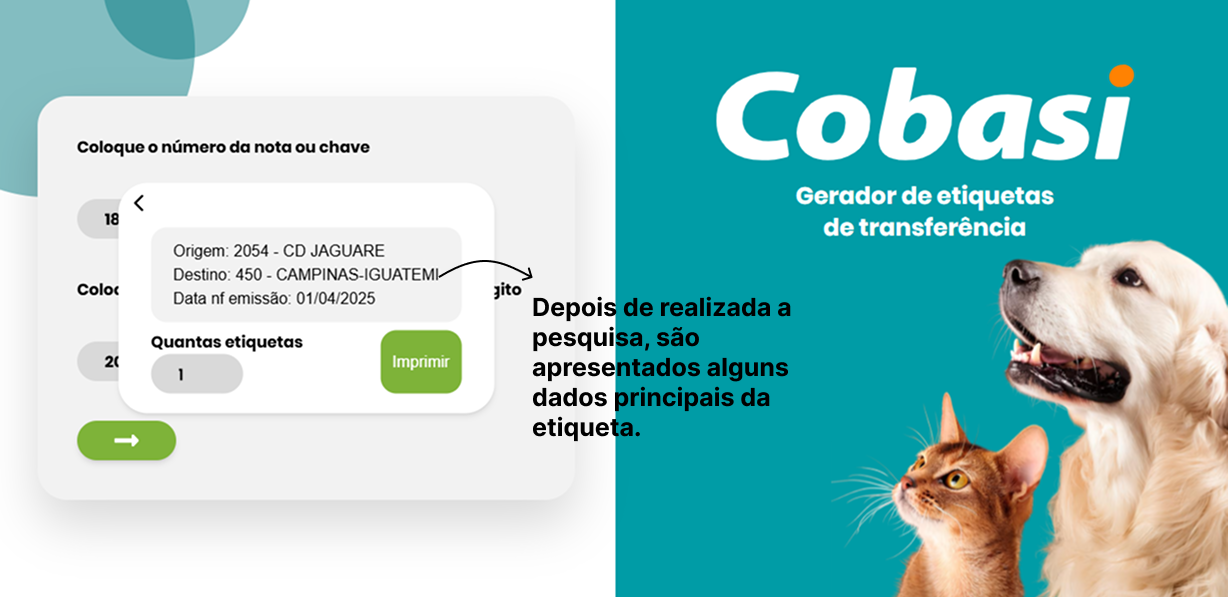 Coloque o número da nota ou chave
18
Origem: 2054 - CD JAGUARE
Destino: 450 - CAMPINAS-IGUATEMI
Data nf emissão: 01/04/2025
Quantas etiquetas
1
Imprimir
20
Depois de realizada a
pesquisa, são
apresentados alguns
dados principais da
etiqueta.
Cobasi
Gerador de etiquetas
de transferência